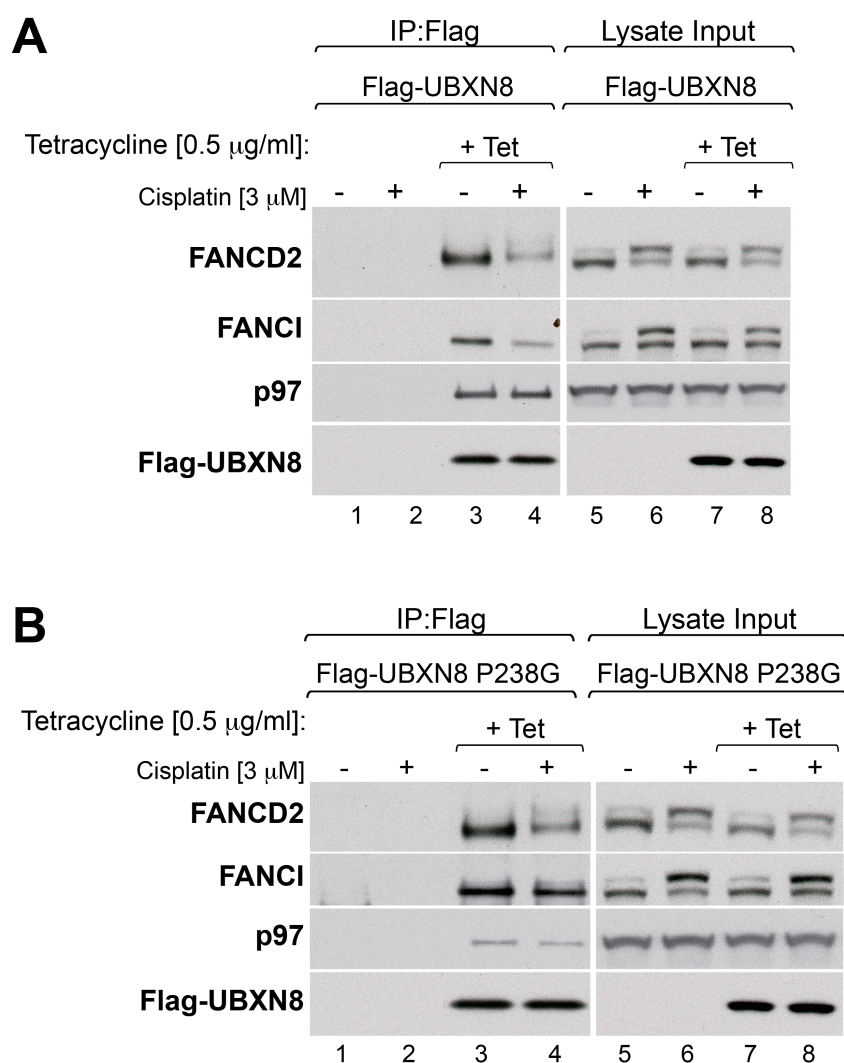 A
IP:Flag Lysate Input
Flag-UBXN8 Flag-UBXN8
Tetracycline [0.5 µg/ml]: + Tet + Tet
Cisplatin [3 µM] - + - + - + - +
FANCD2
FANCI
p97
Flag-UBXN8
1 2 3 4 5 6 7 8
B
IP:Flag Lysate Input
Flag-UBXN8 P238G Flag-UBXN8 P238G
Tetracycline [0.5 µg/ml]: + Tet + Tet
Cisplatin [3 µM] - + - + - + - +
FANCD2
FANCI
p97
Flag-UBXN8
1 2 3 4 5 6 7 8